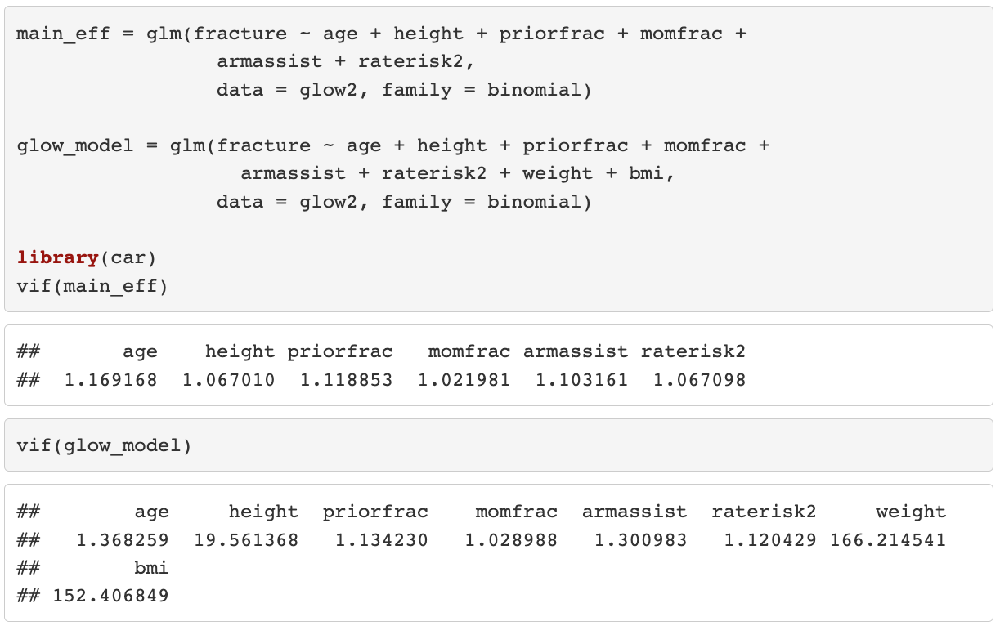 main_eff = glm(fracture ~ age + height + priorfrac + momfrac +
                 armassist + raterisk2,
                 data = glow2, family = binomial)

glow_model = glm(fracture ~ age + height + priorfrac + momfrac +
                   armassist + raterisk2 + weight + bmi,
                 data = glow2, family = binomial)

library(car)
vif(main_eff)
##       age    height priorfrac   momfrac armassist raterisk2
##  1.169168  1.067010  1.118853  1.021981  1.103161  1.067098
vif(glow_model)
##        age     height  priorfrac    momfrac  armassist  raterisk2     weight
##   1.368259  19.561368   1.134230   1.028988   1.300983   1.120429 166.214541
##        bmi
## 152.406849